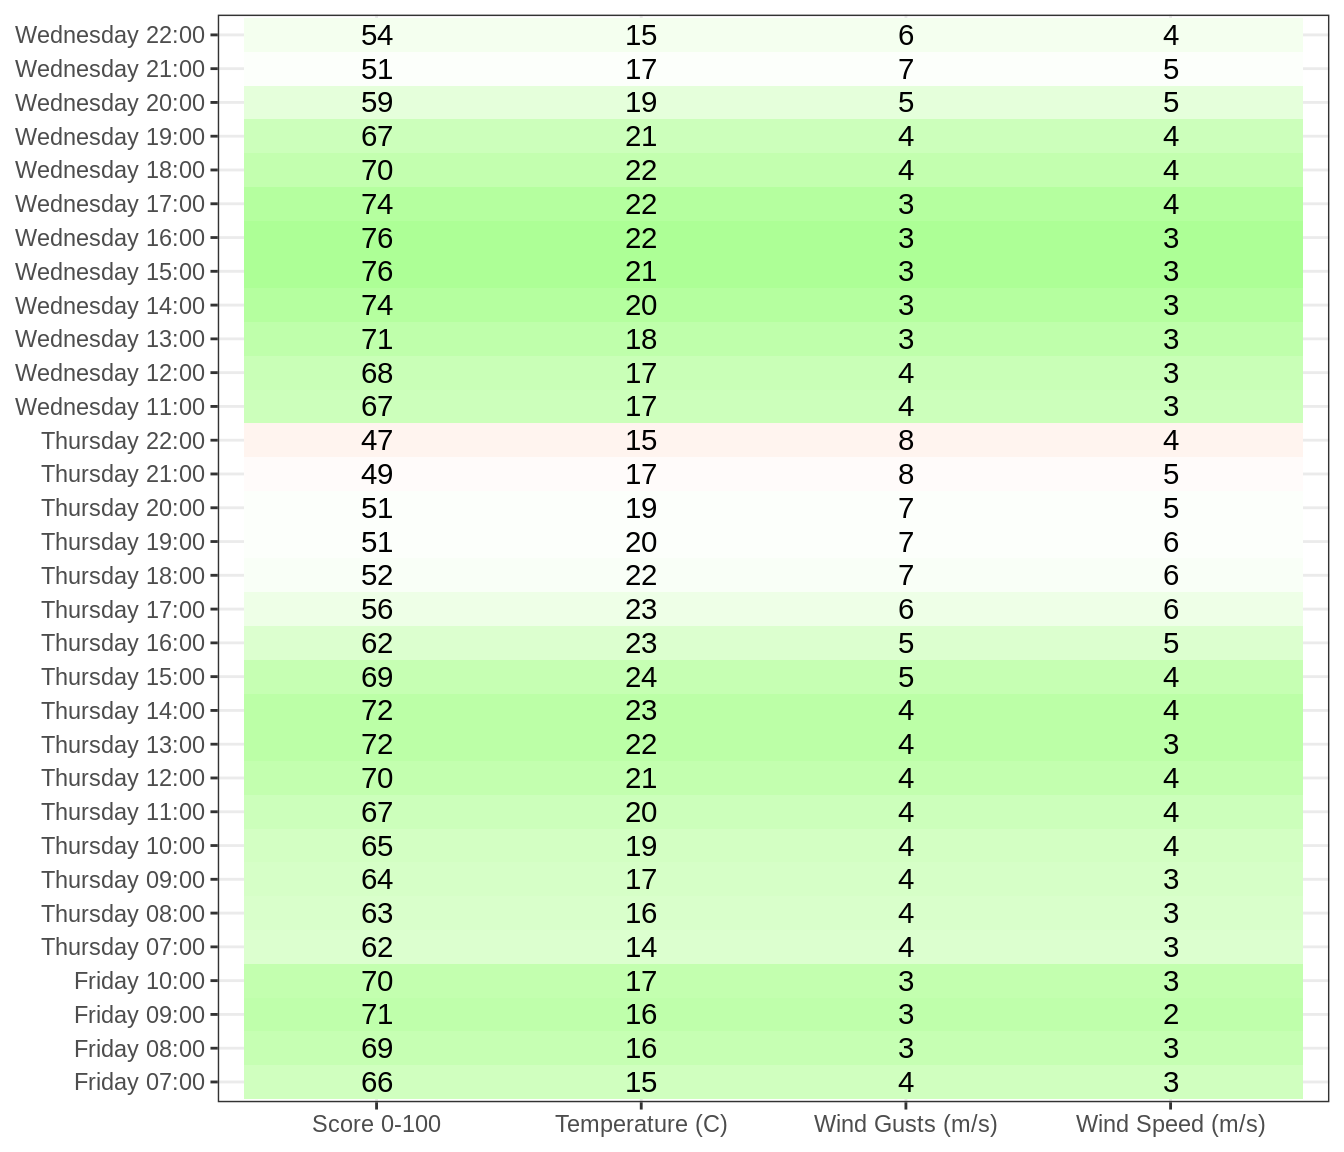 Wednesday 22:00 54 15 6 4
Wednesday 21:00 51 17 7 5
Wednesday 20:00 59 19 5 5
Wednesday 19:00 67 21 4 4
Wednesday 18:00 70 22 4 4
Wednesday 17:00 74 22 3 4
Wednesday 16:00 76 22 3 3
Wednesday 15:00 76 21 3 3
Wednesday 14:00 74 20 3 3
Wednesday 13:00 71 18 3 3
Wednesday 12:00 68 17 4 3
Wednesday 11:00 67 17 4 3
Thursday 22:00 47 15 8 4
Thursday 21:00 49 17 8 5
Thursday 20:00 51 19 7 5
Thursday 19:00 51 20 7 6
Thursday 18:00 52 22 7 6
Thursday 17:00 56 23 6 6
Thursday 16:00 62 23 5 5
Thursday 15:00 69 24 5 4
Thursday 14:00 72 23 4 4
Thursday 13:00 72 22 4 3
Thursday 12:00 70 21 4 4
Thursday 11:00 67 20 4 4
Thursday 10:00 65 19 4 4
Thursday 09:00 64 17 4 3
Thursday 08:00 63 16 4 3
Thursday 07:00 62 14 4 3
Friday 10:00 70 17 3 3
Friday 09:00 71 16 3 2
Friday 08:00 69 16 3 3
Friday 07:00 66 15 4 3
Score 0-100 Temperature (C) Wind Gusts (m/s) Wind Speed (m/s)